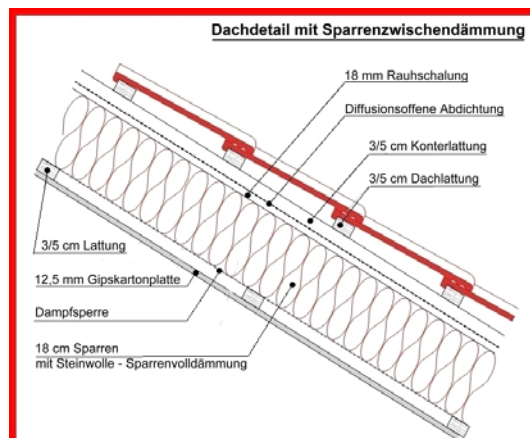 Dachdetail mit Sparrenzwischendämmung
18 mm Rauhschalung
Diffusionsoffene Abdichtung
3/5 cm Konterlattung
3/5 cm Dachlattung
3/5 cm Lattung
12,5 mm Gipskartonplatte
Dampfsperre
18 cm Sparren
mit Steinwolle - Sparrenvolldämmung